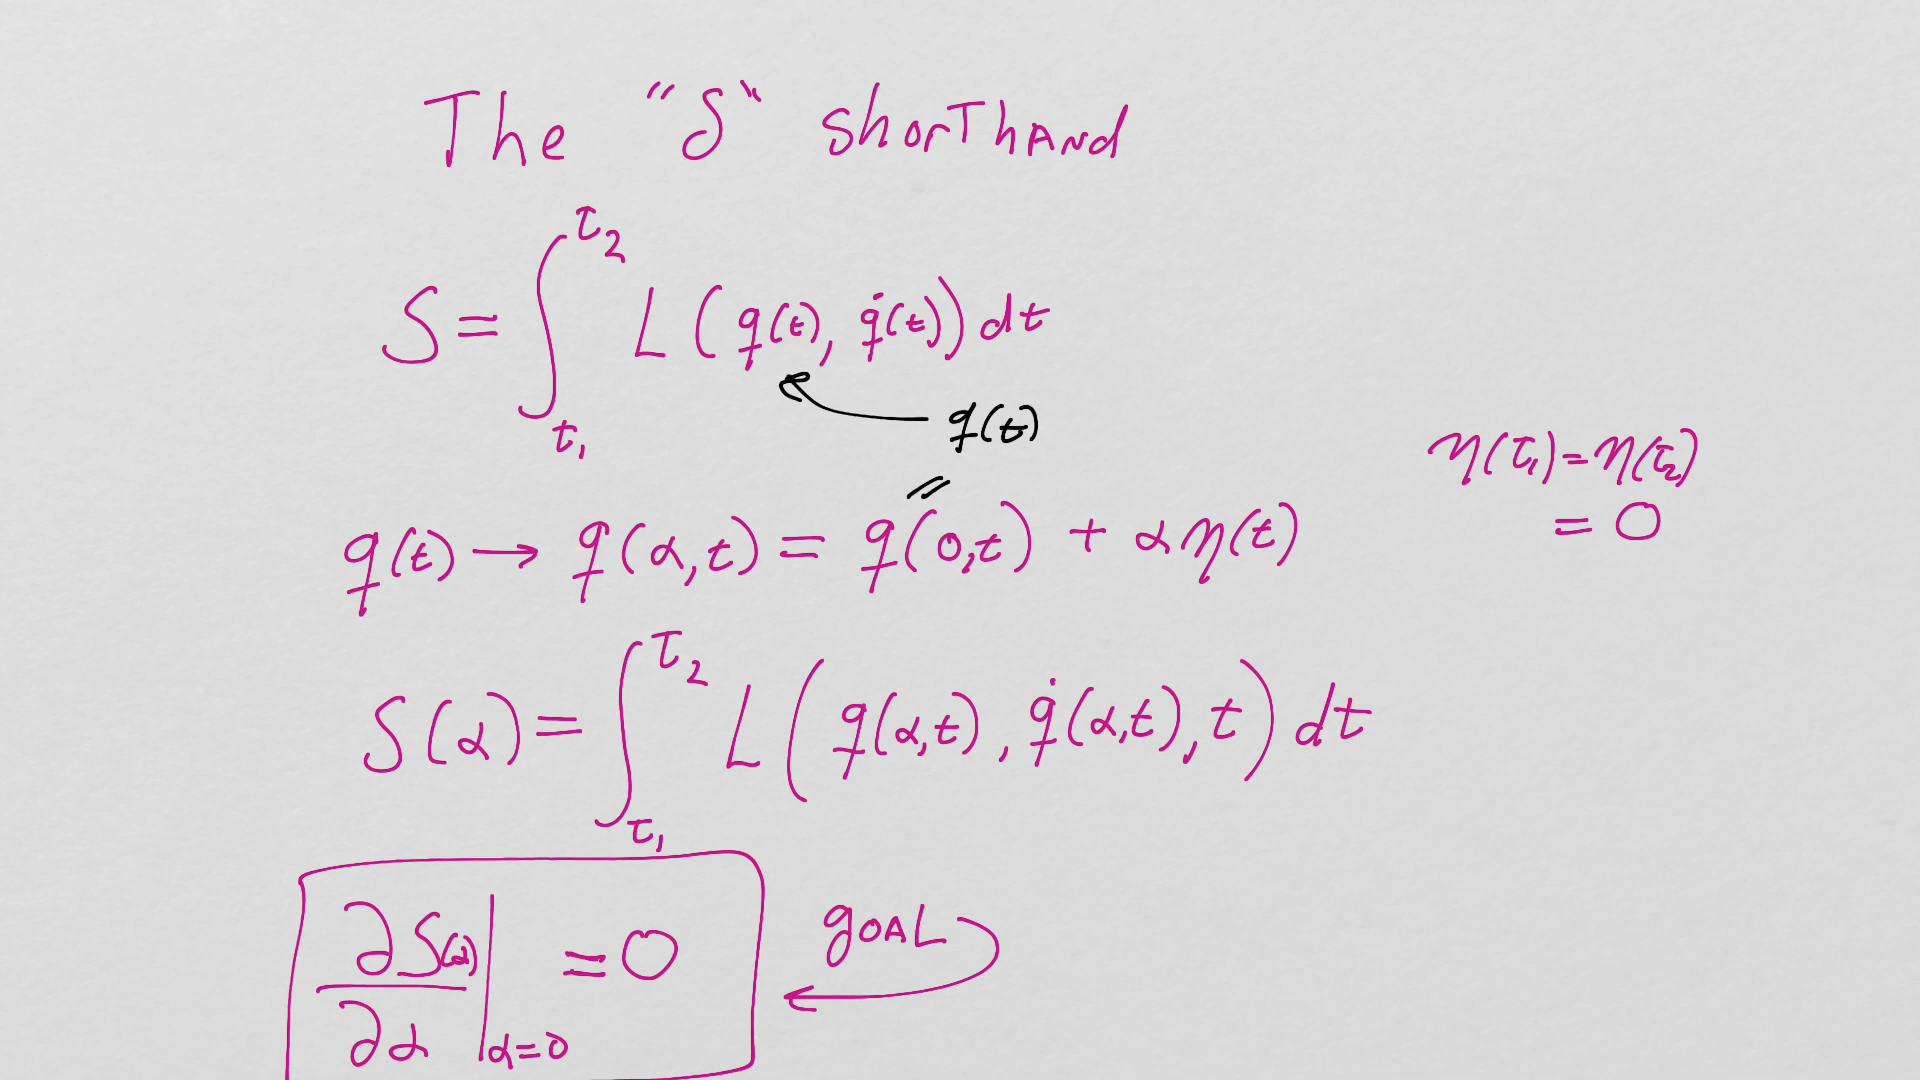 The "δ" shorthand
S = ∫_{t₁}^{t₂} L(q(t), q̇(t)) dt
q(t)
η(t₁) = η(t₂)
= 0
q(t) → q(α,t) = q(0,t) + αη(t)
S(α) = ∫_{t₁}^{t₂} L(q(α,t), q̇(α,t), t) dt
∂S(α)/∂α |_{α=0} = 0
goal